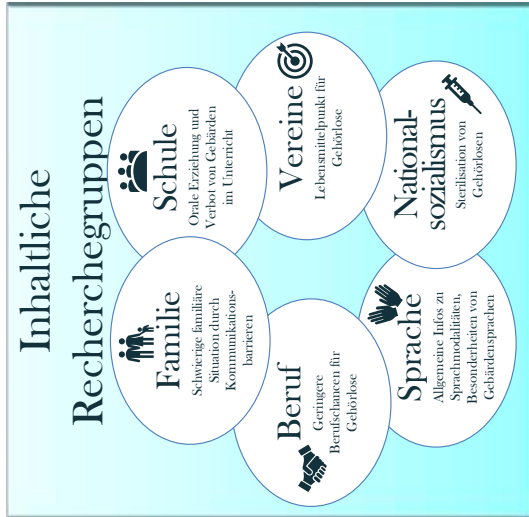 Inhaltliche
Recherchegruppen
Familie
Schwierige familiäre
Situation durch
Kommunikations-
barrieren
Schule
Orale Erziehung und
Verbot von Gebärden
im Unterricht
Beruf
Geringere
Berufschancen für
Gehörlose
Vereine
Lebensmittelpunkt für
Gehörlose
Sprache
Allgemeine Infos zu
Sprachmodalitäten,
Besonderheiten von
Gebärdensprachen
National-
sozialismus
Sterilisation von
Gehörlosen